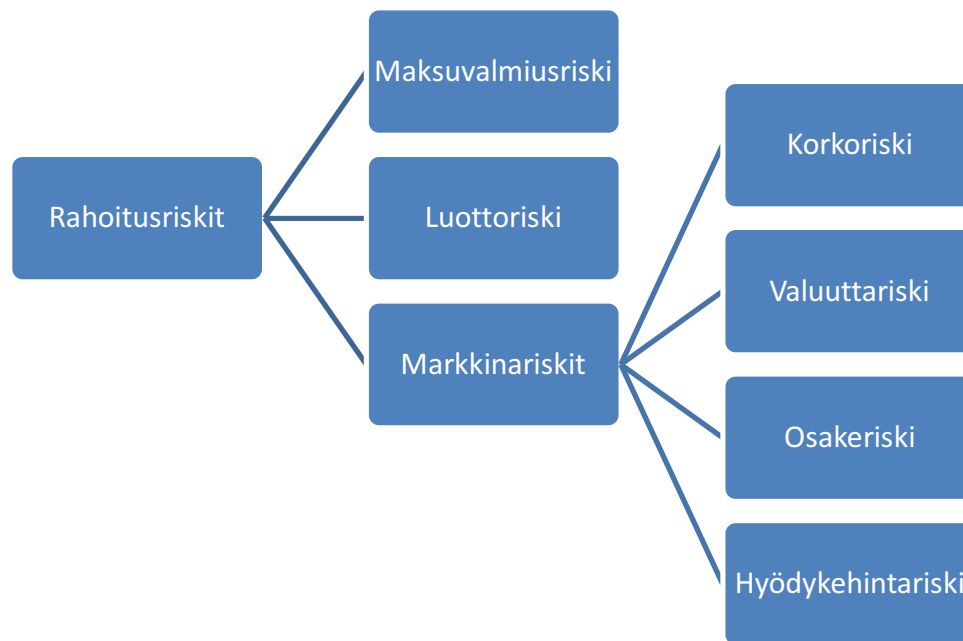 Rahoitusriskit
Maksuvalmiusriski
Luottoriski
Markkinariskit
Korkoriski
Valuuttariski
Osakeriski
Hyödykehintariski